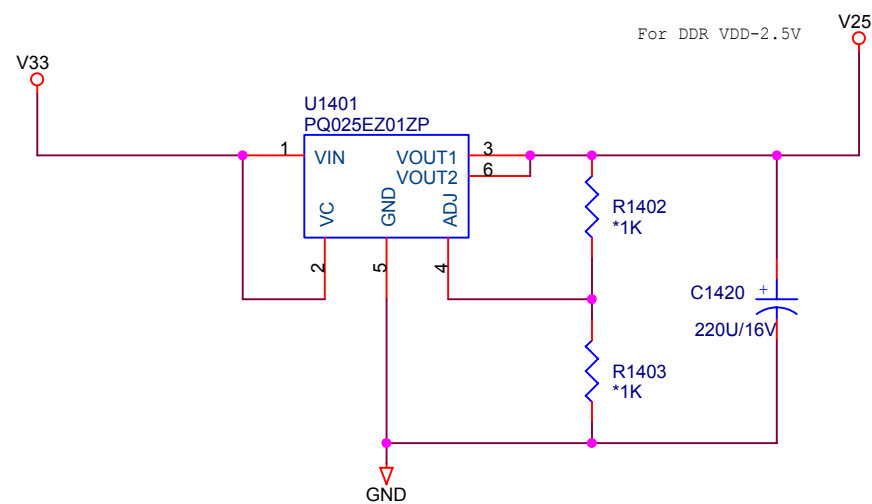 For DDR VDD-2.5V
V25
V33
U1401
PQ025EZ01ZP
1
VIN
VOUT1
3
VOUT2
6
VC
GND
ADJ
2
5
4
R1402
*1K
C1420
+
220U/16V
R1403
*1K
GND